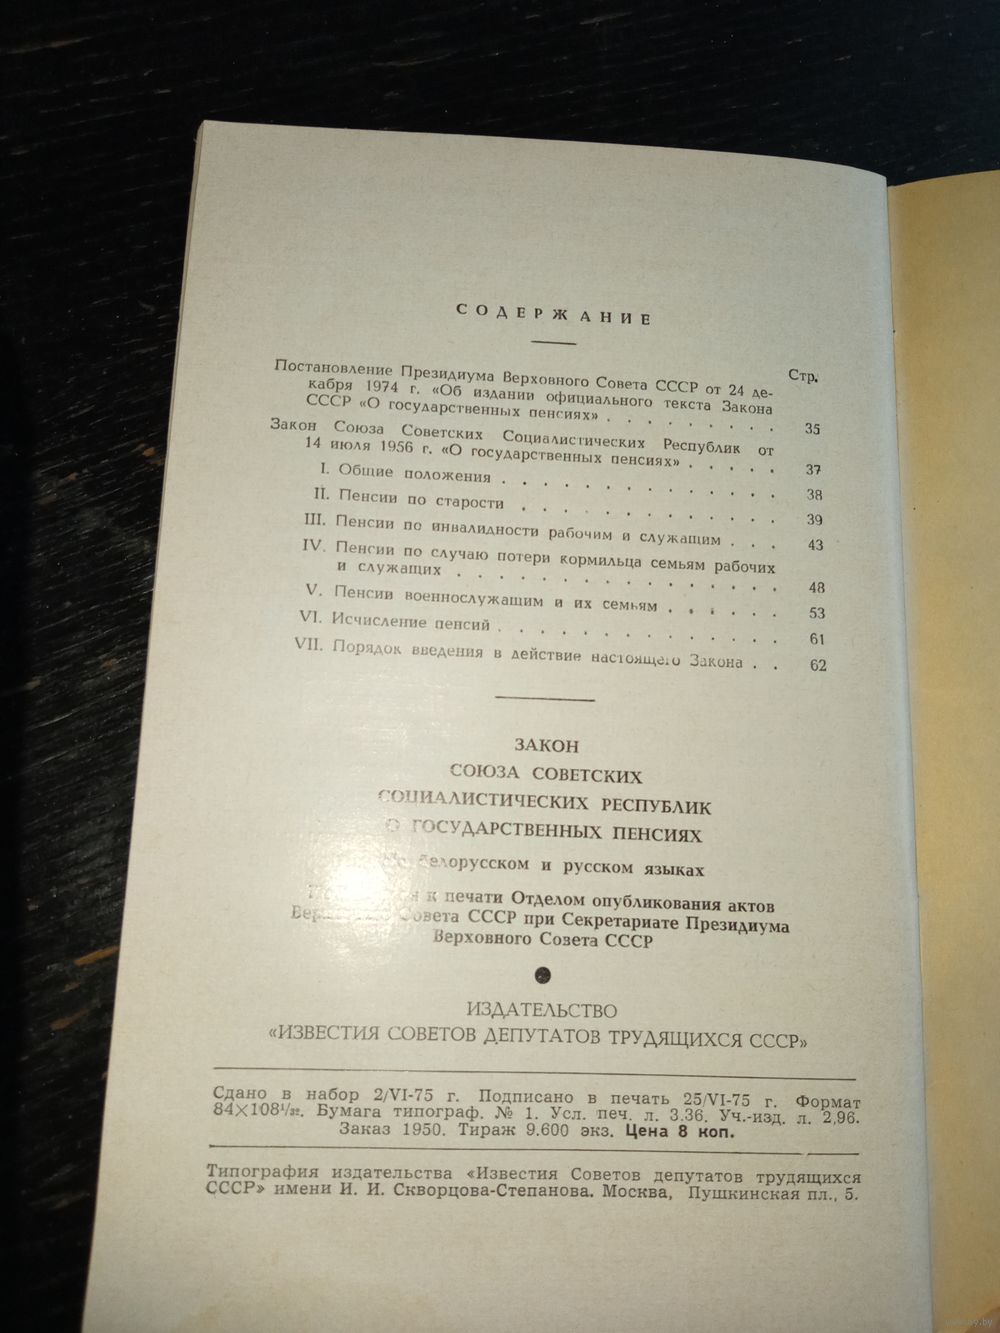 СОДЕРЖАНИЕ
Стр.
Постановление Президиума Верховного Совета СССР от 24 де-
кабря 1974 г. «Об издании официального текста Закона
СССР «О государственных пенсиях» . . . . . . . . . 35
Закон Союза Советских Социалистических Республик от
14 июля 1956 г. «О государственных пенсиях» . . . . . 37
I. Общие положения . . . . . . . . . . . . . . 38
II. Пенсии по старости . . . . . . . . . . . . . 39
III. Пенсии по инвалидности рабочим и служащим . . . 43
IV. Пенсии по случаю потери кормильца семьям рабочих
и служащих . . . . . . . . . . . . . . . . 48
V. Пенсии военнослужащим и их семьям . . . . . . 53
VI. Исчисление пенсий . . . . . . . . . . . . . . 61
VII. Порядок введения в действие настоящего Закона . . 62
ЗАКОН
СОЮЗА СОВЕТСКИХ
СОЦИАЛИСТИЧЕСКИХ РЕСПУБЛИК
О ГОСУДАРСТВЕННЫХ ПЕНСИЯХ
белорусском и русском языках
к печати Отделом опубликования актов
Верховного Совета СССР при Секретариате Президиума
Верховного Совета СССР
ИЗДАТЕЛЬСТВО
«ИЗВЕСТИЯ СОВЕТОВ ДЕПУТАТОВ ТРУДЯЩИХСЯ СССР»
Сдано в набор 2/VI-75 г. Подписано в печать 25/VI-75 г. Формат
84×108¹/₃₂. Бумага типограф. № 1. Усл. печ. л. 3.36. Уч.-изд. л. 2,96.
Заказ 1950. Тираж 9.600 экз. Цена 8 коп.
Типография издательства «Известия Советов депутатов трудящихся
СССР» имени И. И. Скворцова-Степанова. Москва, Пушкинская пл., 5.